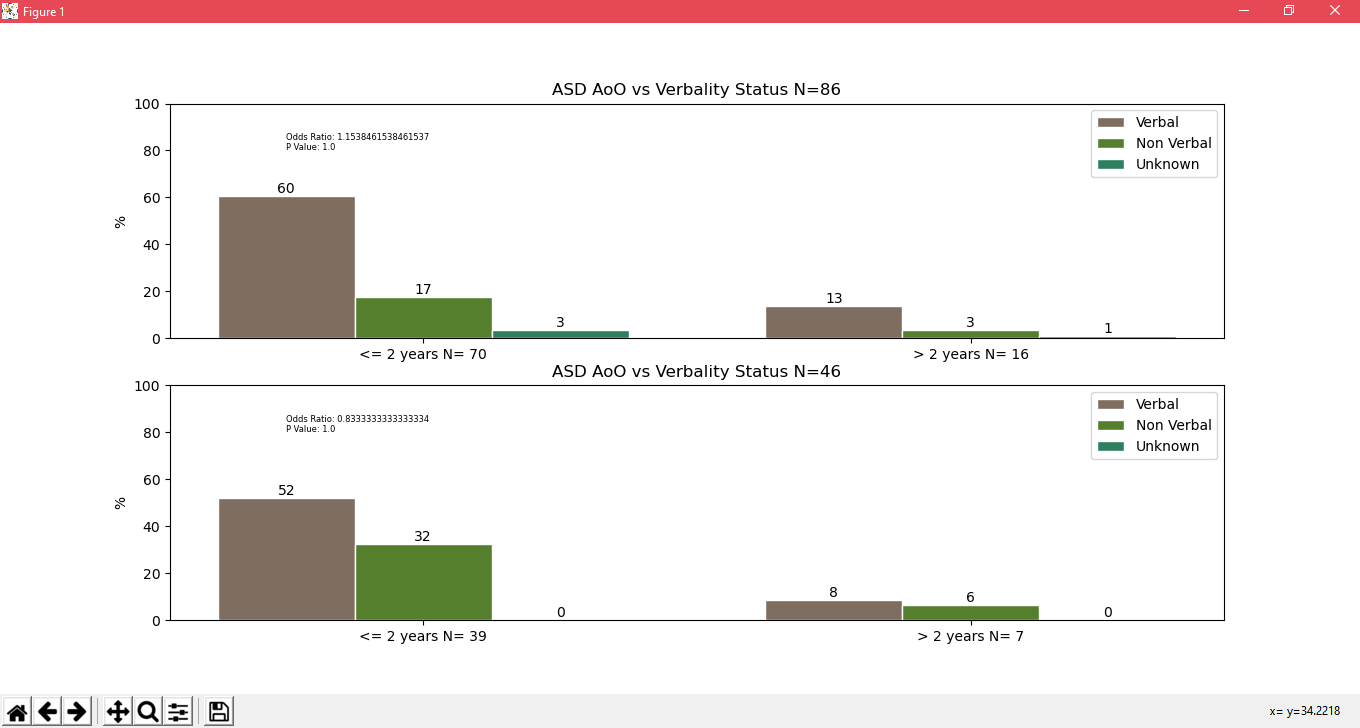 Figure 1
ASD AoO vs Verbality Status N=86
100
80
60
40
20
0
%
Odds Ratio: 1.1538461538461537
P Value: 1.0
Verbal
Non Verbal
Unknown
60
17
3
13
3
1
<= 2 years N= 70
> 2 years N= 16
ASD AoO vs Verbality Status N=46
100
80
60
40
20
0
%
Odds Ratio: 0.8333333333333334
P Value: 1.0
Verbal
Non Verbal
Unknown
52
32
0
8
6
0
<= 2 years N= 39
> 2 years N= 7
x= y=34.2218